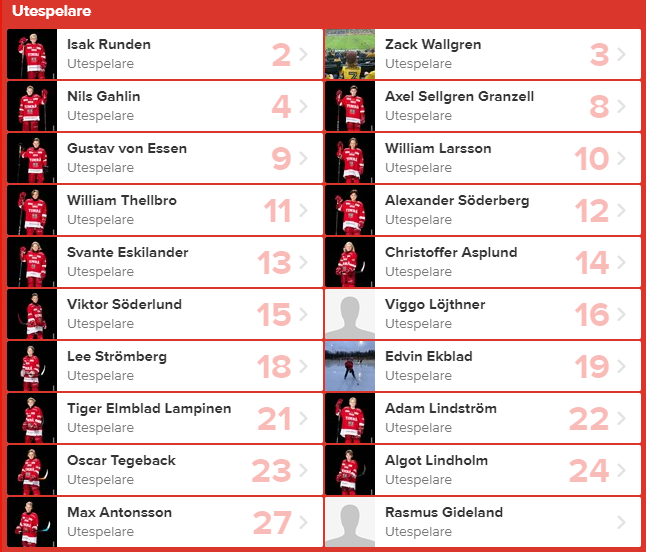 Utespelare
Isak Runden
Utespelare
2
Zack Wallgren
Utespelare
3
Nils Gahlin
Utespelare
4
Axel Sellgren Granzell
Utespelare
8
Gustav von Essen
Utespelare
9
William Larsson
Utespelare
10
William Thellbro
Utespelare
11
Alexander Söderberg
Utespelare
12
Svante Eskilander
Utespelare
13
Christoffer Asplund
Utespelare
14
Viktor Söderlund
Utespelare
15
Viggo Löjthner
Utespelare
16
Lee Strömberg
Utespelare
18
Edvin Ekblad
Utespelare
19
Tiger Elmblad Lampinen
Utespelare
21
Adam Lindström
Utespelare
22
Oscar Tegeback
Utespelare
23
Algot Lindholm
Utespelare
24
Max Antonsson
Utespelare
27
Rasmus Gideland
Utespelare